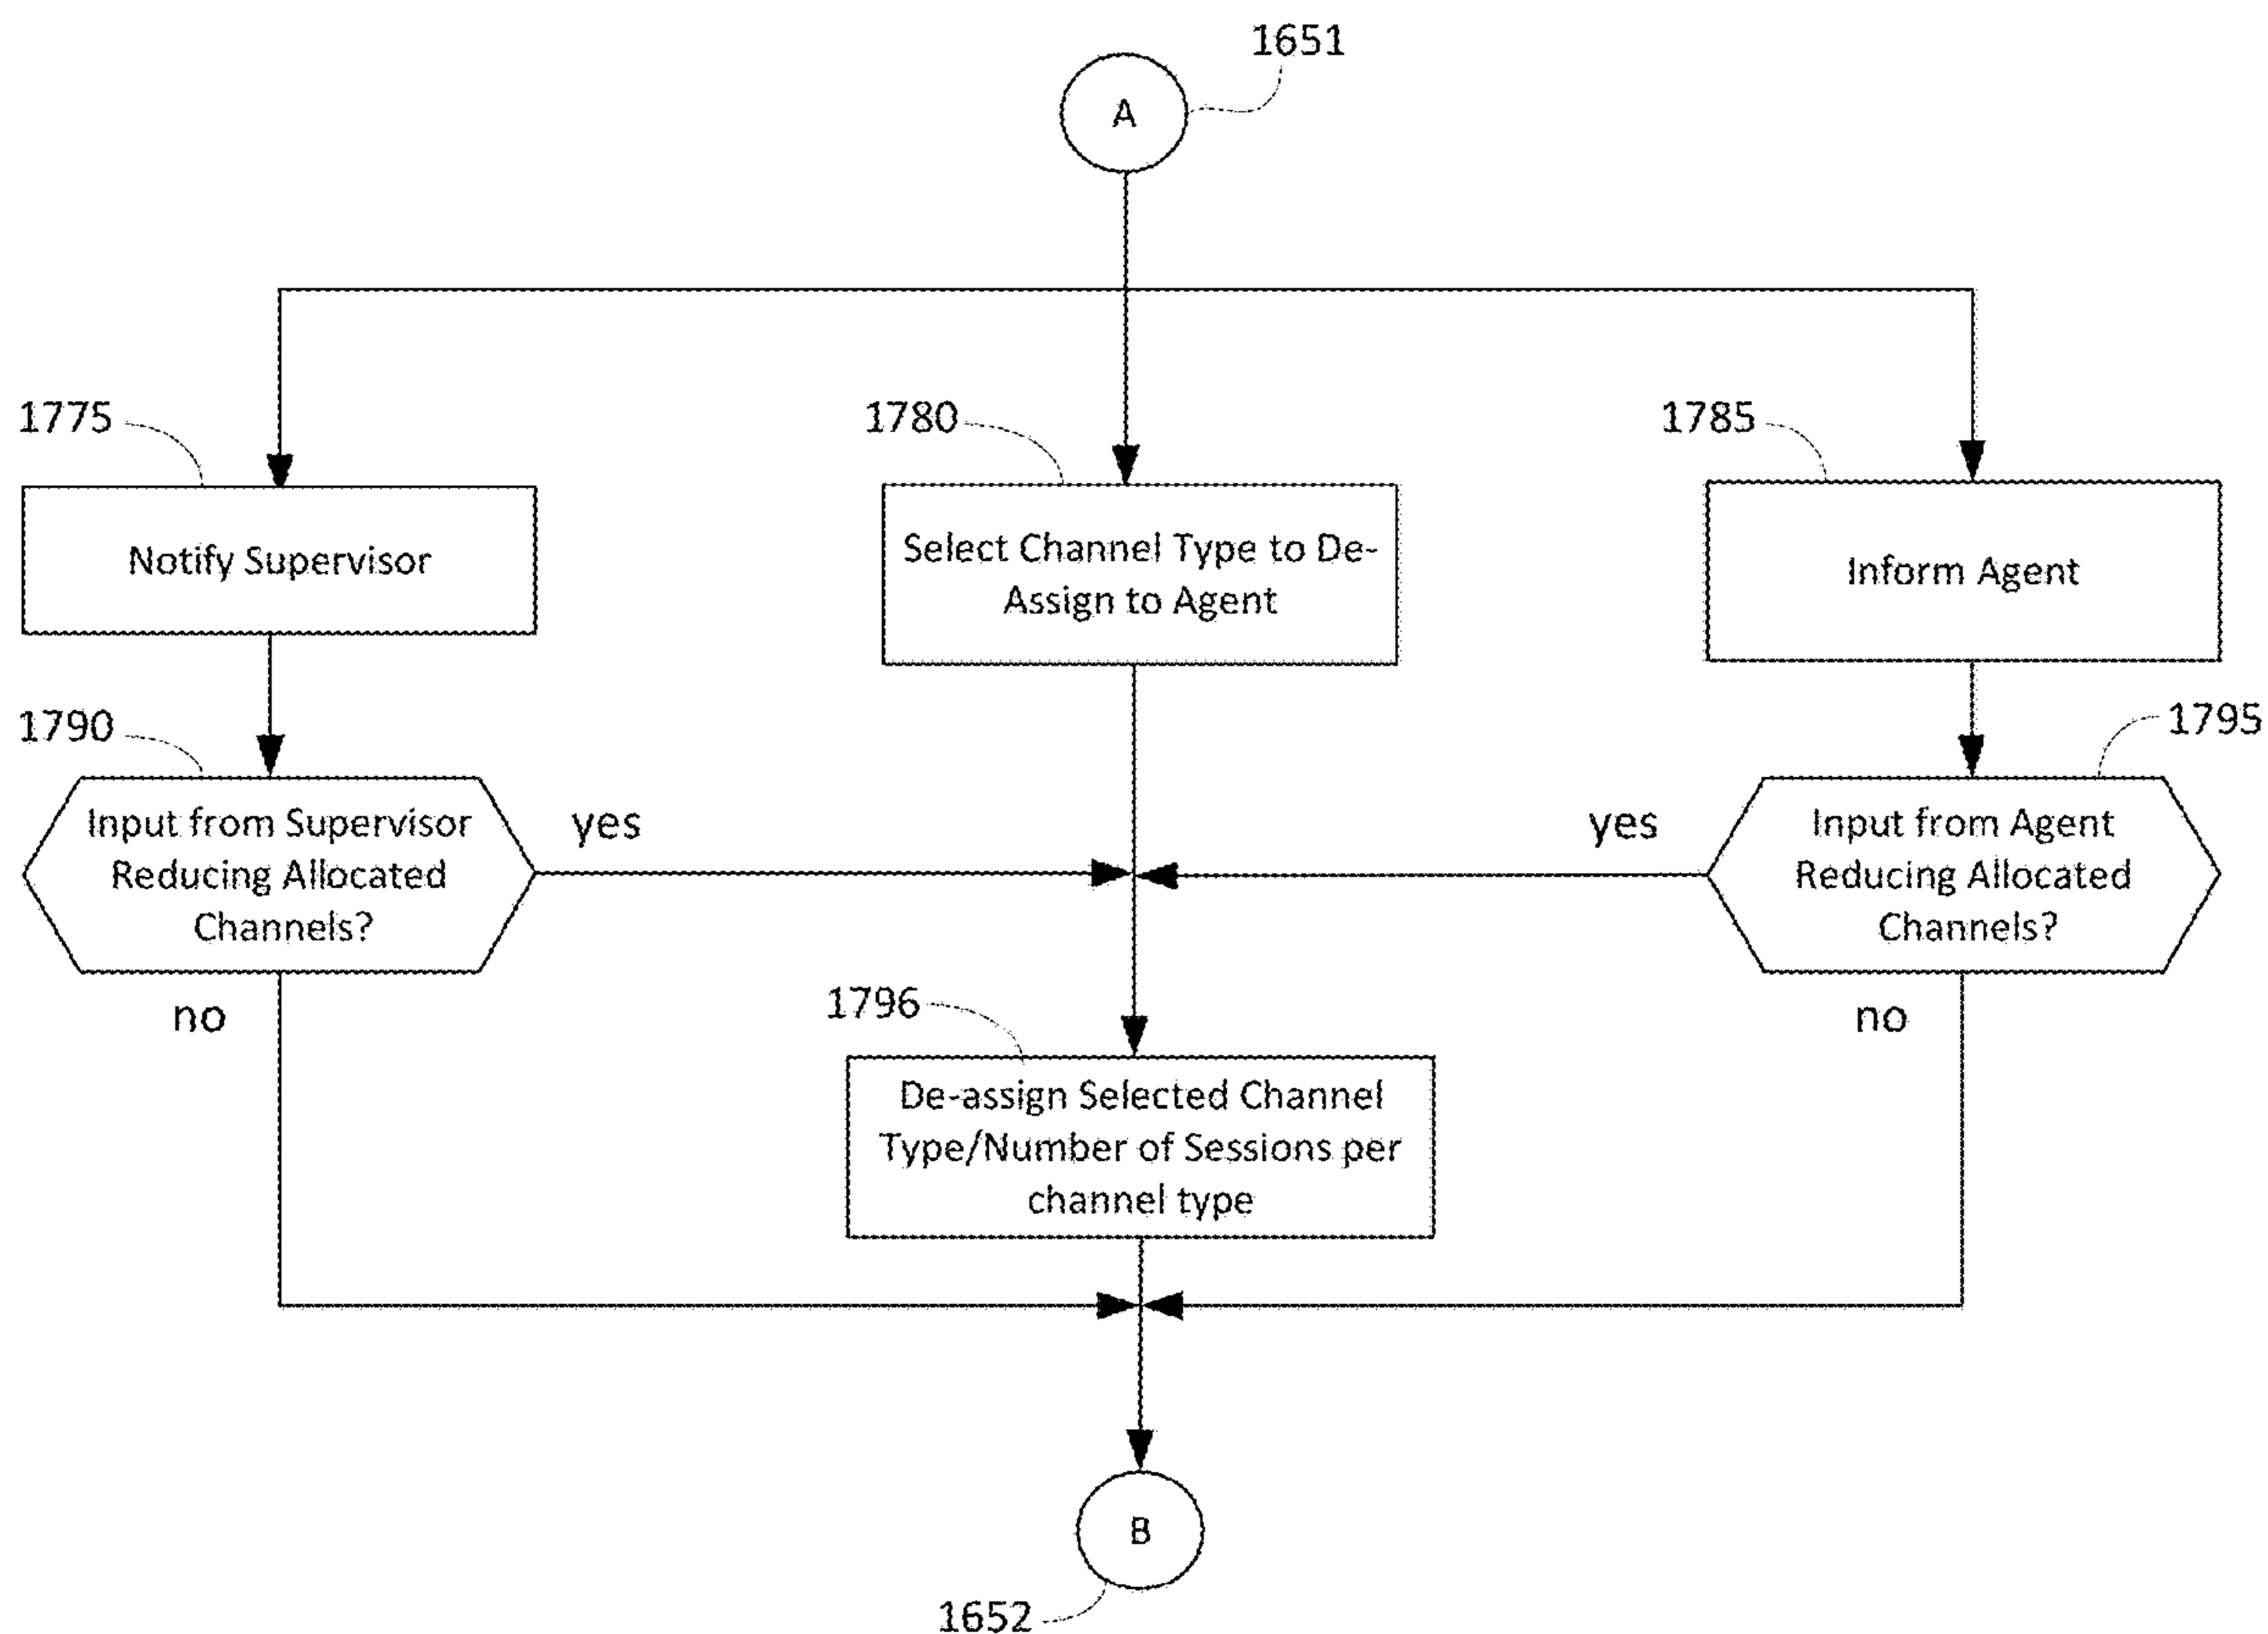 1651
A
1775
1780
1785
Notify Supervisor
Select Channel Type to De-
Assign to Agent
Inform Agent
1790
1795
Input from Supervisor
Reducing Allocated
Channels?
yes
yes
Input from Agent
Reducing Allocated
Channels?
no
1796
no
De-assign Selected Channel
Type/Number of Sessions per
channel type
B
1652